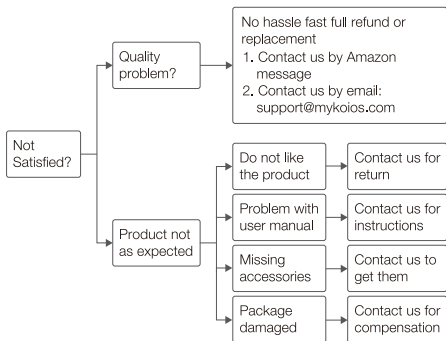 Not
Satisfied?
Quality
problem?
No hassle fast full refund or
replacement
1. Contact us by Amazon
message
2. Contact us by email:
support@mykoios.com
Product not
as expected
Do not like
the product
Contact us for
return
Problem with
user manual
Contact us for
instructions
Missing
accessories
Contact us to
get them
Package
damaged
Contact us for
compensation